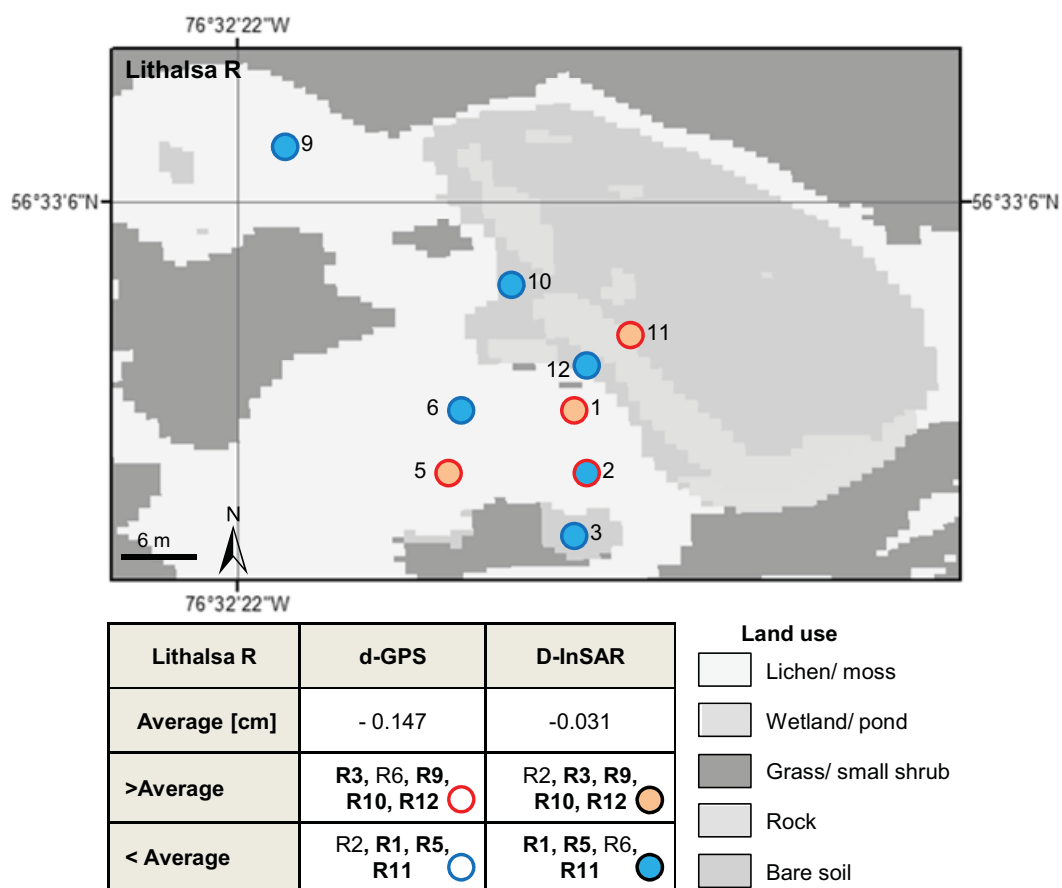 76°32'22"W
Lithalsa R
9
56°33'6"N
56°33'6"N
10
11
12
6
1
5
2
N
3
6 m
76°32'22"W
Lithalsa R d-GPS D-InSAR
Average [cm] - 0.147 -0.031
>Average R3, R6, R9, R10, R12 R2, R3, R9, R10, R12
< Average R2, R1, R5, R11 R1, R5, R6, R11
Land use
Lichen/ moss
Wetland/ pond
Grass/ small shrub
Rock
Bare soil